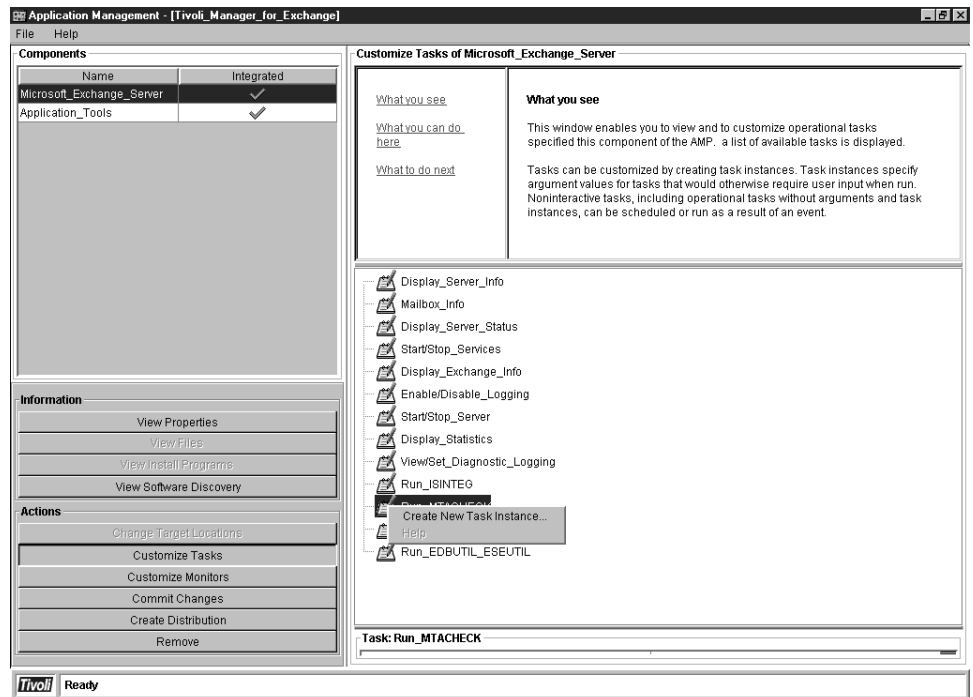 Application Management - [Tivoli_Manager_for_Exchange]
File Help
Components
Name Integrated
Microsoft_Exchange_Server
Application_Tools
Information
View Properties
View Files
View Install Programs
View Software Discovery
Actions
Change Target Locations
Customize Tasks
Customize Monitors
Commit Changes
Create Distribution
Remove
Customize Tasks of Microsoft_Exchange_Server
What you see
What you can do
here
What to do next
What you see
This window enables you to view and to customize operational tasks
specified this component of the AMP. a list of available tasks is displayed.
Tasks can be customized by creating task instances. Task instances specify
argument values for tasks that would otherwise require user input when run.
Noninteractive tasks, including operational tasks without arguments and task
instances, can be scheduled or run as a result of an event.
Display_Server_Info
Mailbox_Info
Display_Server_Status
Start/Stop_Services
Display_Exchange_Info
Enable/Disable_Logging
Start/Stop_Server
Display_Statistics
View/Set_Diagnostic_Logging
Run_ISINTEG
Run_MTACHECK
Create New Task Instance...
Help
Run_EDBUTIL_ESEUTIL
Task: Run_MTACHECK
Tivoli Ready